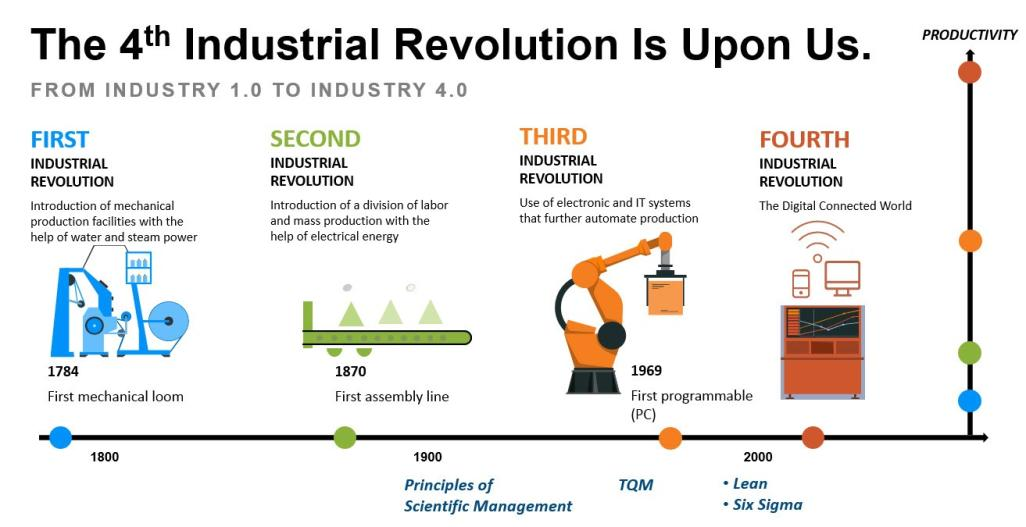 The 4th Industrial Revolution Is Upon Us.
PRODUCTIVITY
FROM INDUSTRY 1.0 TO INDUSTRY 4.0
FIRST
INDUSTRIAL
REVOLUTION
Introduction of mechanical
production facilities with the
help of water and steam power
1784
First mechanical loom
SECOND
INDUSTRIAL
REVOLUTION
Introduction of a division of labor
and mass production with the
help of electrical energy
1870
First assembly line
THIRD
INDUSTRIAL
REVOLUTION
Use of electronic and IT systems
that further automate production
1969
First programmable
(PC)
FOURTH
INDUSTRIAL
REVOLUTION
The Digital Connected World
1800
1900
2000
Principles of
Scientific Management
TQM
• Lean
• Six Sigma